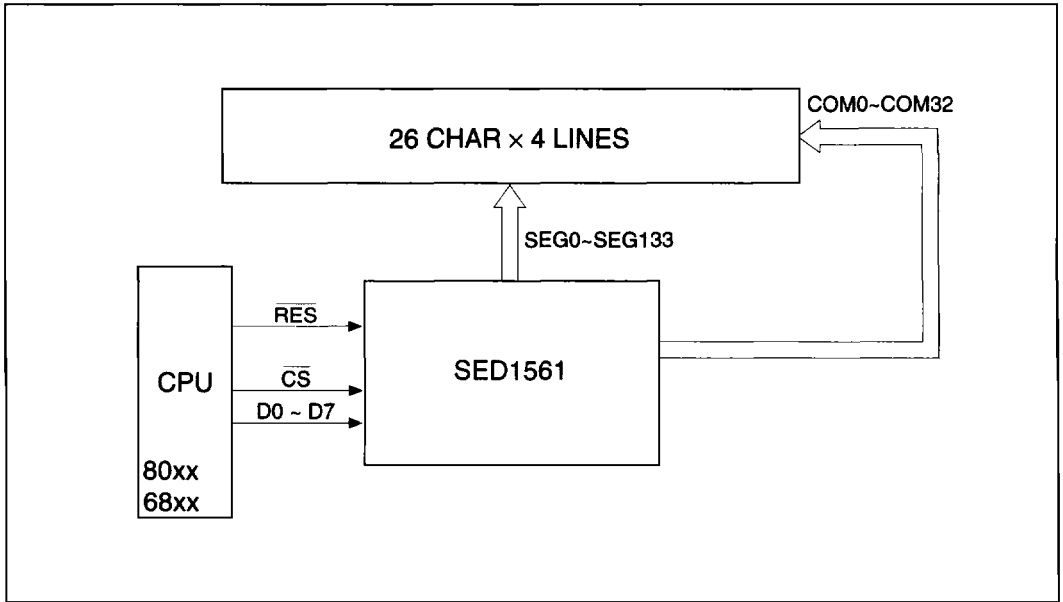 COM0~COM32
26 CHAR × 4 LINES
SEG0~SEG133
RES
CPU
SED1561
CS
D0 ~ D7
80xx
68xx